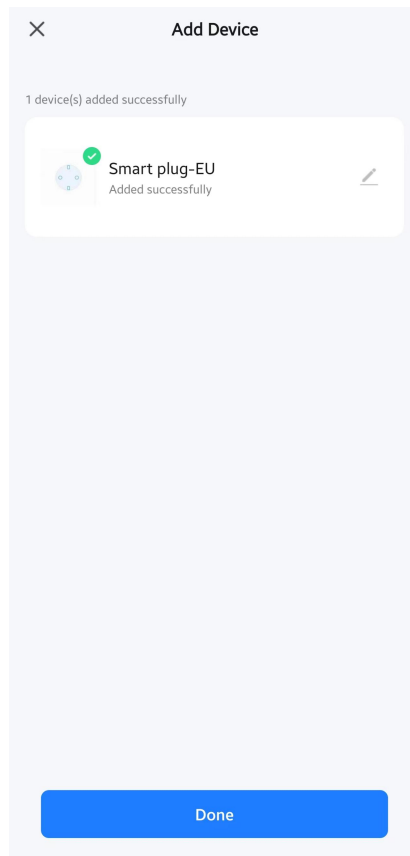 Add Device
1 device(s) added successfully
Smart plug-EU
Added successfully
Done